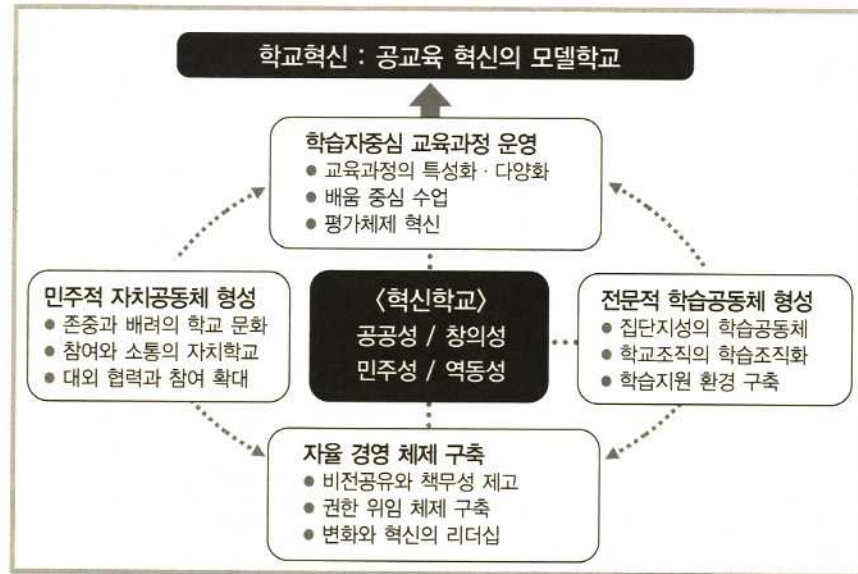 학교혁신 : 공교육 혁신의 모델학교
학습자중심 교육과정 운영
● 교육과정의 특성화 · 다양화
● 배움 중심 수업
● 평가체제 혁신
민주적 자치공동체 형성
● 존중과 배려의 학교 문화
● 참여와 소통의 자치학교
● 대외 협력과 참여 확대
〈혁신학교〉
공공성 / 창의성
민주성 / 역동성
전문적 학습공동체 형성
● 집단지성의 학습공동체
● 학교조직의 학습조직화
● 학습지원 환경 구축
자율 경영 체제 구축
● 비전공유와 책무성 제고
● 권한 위임 체제 구축
● 변화와 혁신의 리더십